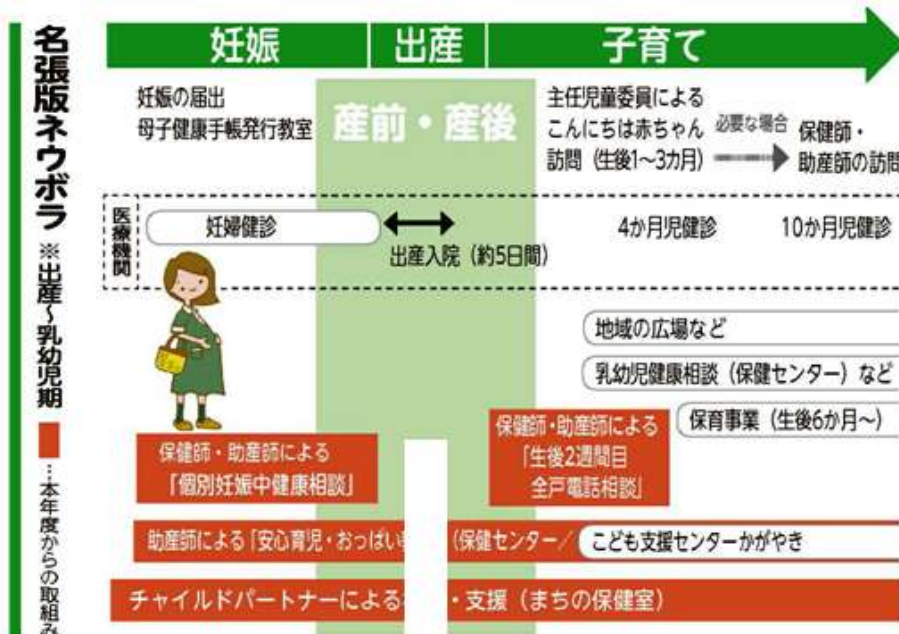 名張版ネウボラ ※出産～乳幼児期
…本年度からの取組み
妊娠
出産
子育て
妊娠の届出
母子健康手帳発行教室
産前・産後
主任児童委員による
こんにちは赤ちゃん
訪問（生後1～3カ月）
必要な場合
保健師・
助産師の訪問
医療機関
妊婦健診
出産入院（約5日間）
4か月児健診
10か月児健診
地域の広場など
乳幼児健康相談（保健センター）など
保育事業（生後6か月～）
保健師・助産師による
「個別妊娠中健康相談」
保健師・助産師による
「生後2週間目
全戸電話相談」
助産師による「安心育児・おっぱい
（保健センター／
こども支援センターかがやき
チャイルドパートナーによる
・支援（まちの保健室）